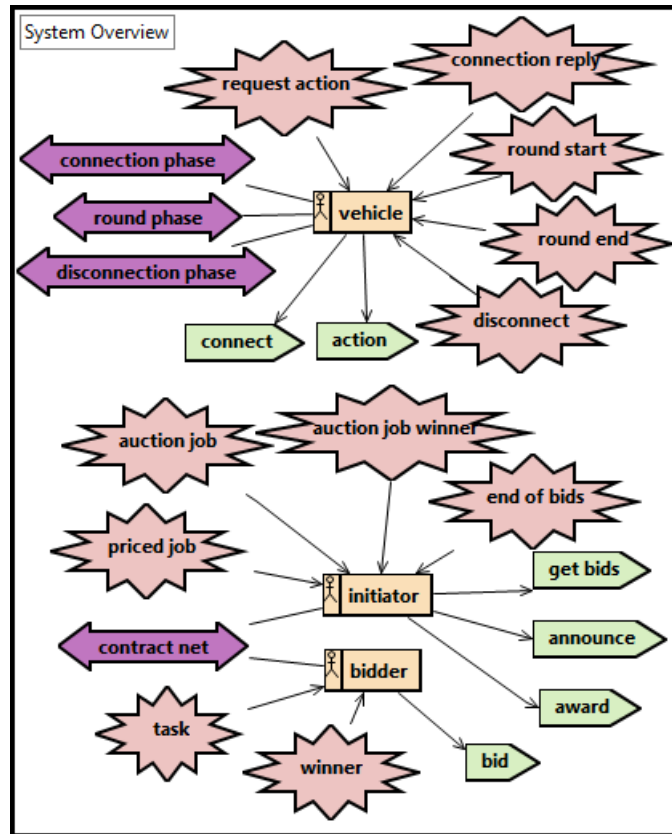 System Overview
request action
connection reply
connection phase
round start
round phase
vehicle
round end
disconnection phase
disconnect
connect
action
auction job
auction job winner
end of bids
priced job
get bids
initiator
announce
contract net
bidder
award
task
winner
bid